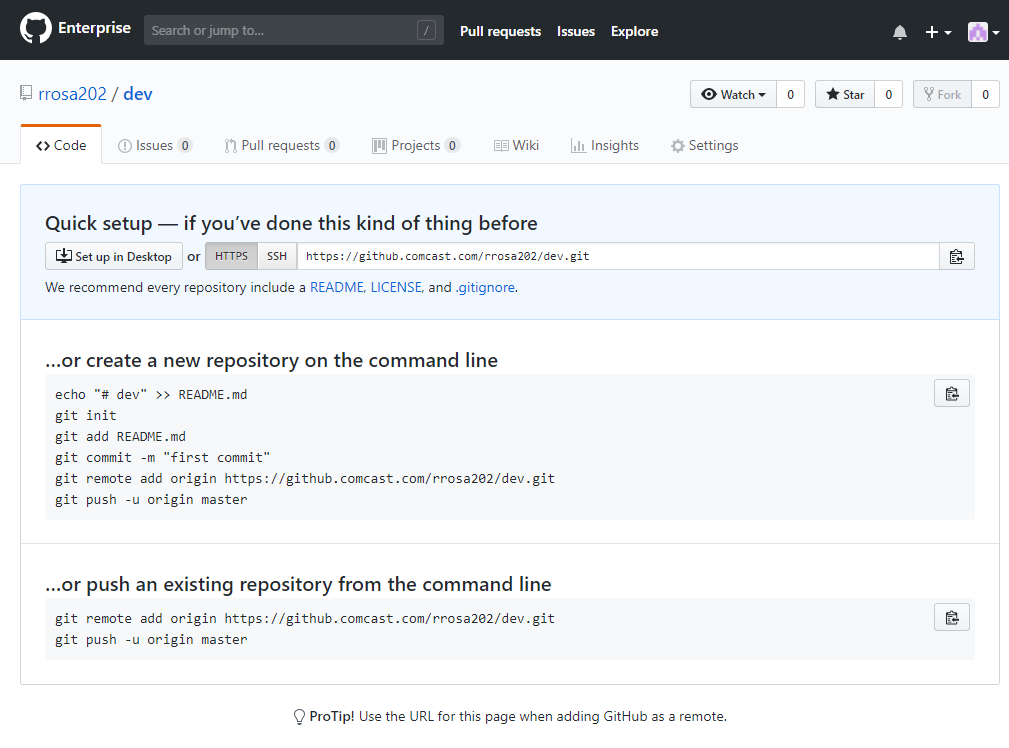 Enterprise Search or jump to... / Pull requests Issues Explore
rrosa202 / dev Watch 0 Star 0 Fork 0
Code Issues 0 Pull requests 0 Projects 0 Wiki Insights Settings
Quick setup — if you’ve done this kind of thing before
Set up in Desktop or HTTPS SSH https://github.comcast.com/rrosa202/dev.git
We recommend every repository include a README, LICENSE, and .gitignore.
…or create a new repository on the command line
echo "# dev" >> README.md
git init
git add README.md
git commit -m "first commit"
git remote add origin https://github.comcast.com/rrosa202/dev.git
git push -u origin master
…or push an existing repository from the command line
git remote add origin https://github.comcast.com/rrosa202/dev.git
git push -u origin master
ProTip! Use the URL for this page when adding GitHub as a remote.